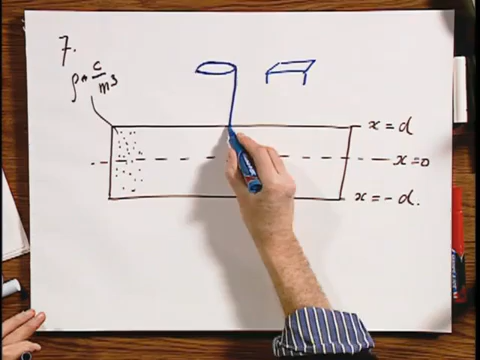 7.
ρ C/m3
x = d
x = 0
x = - d.